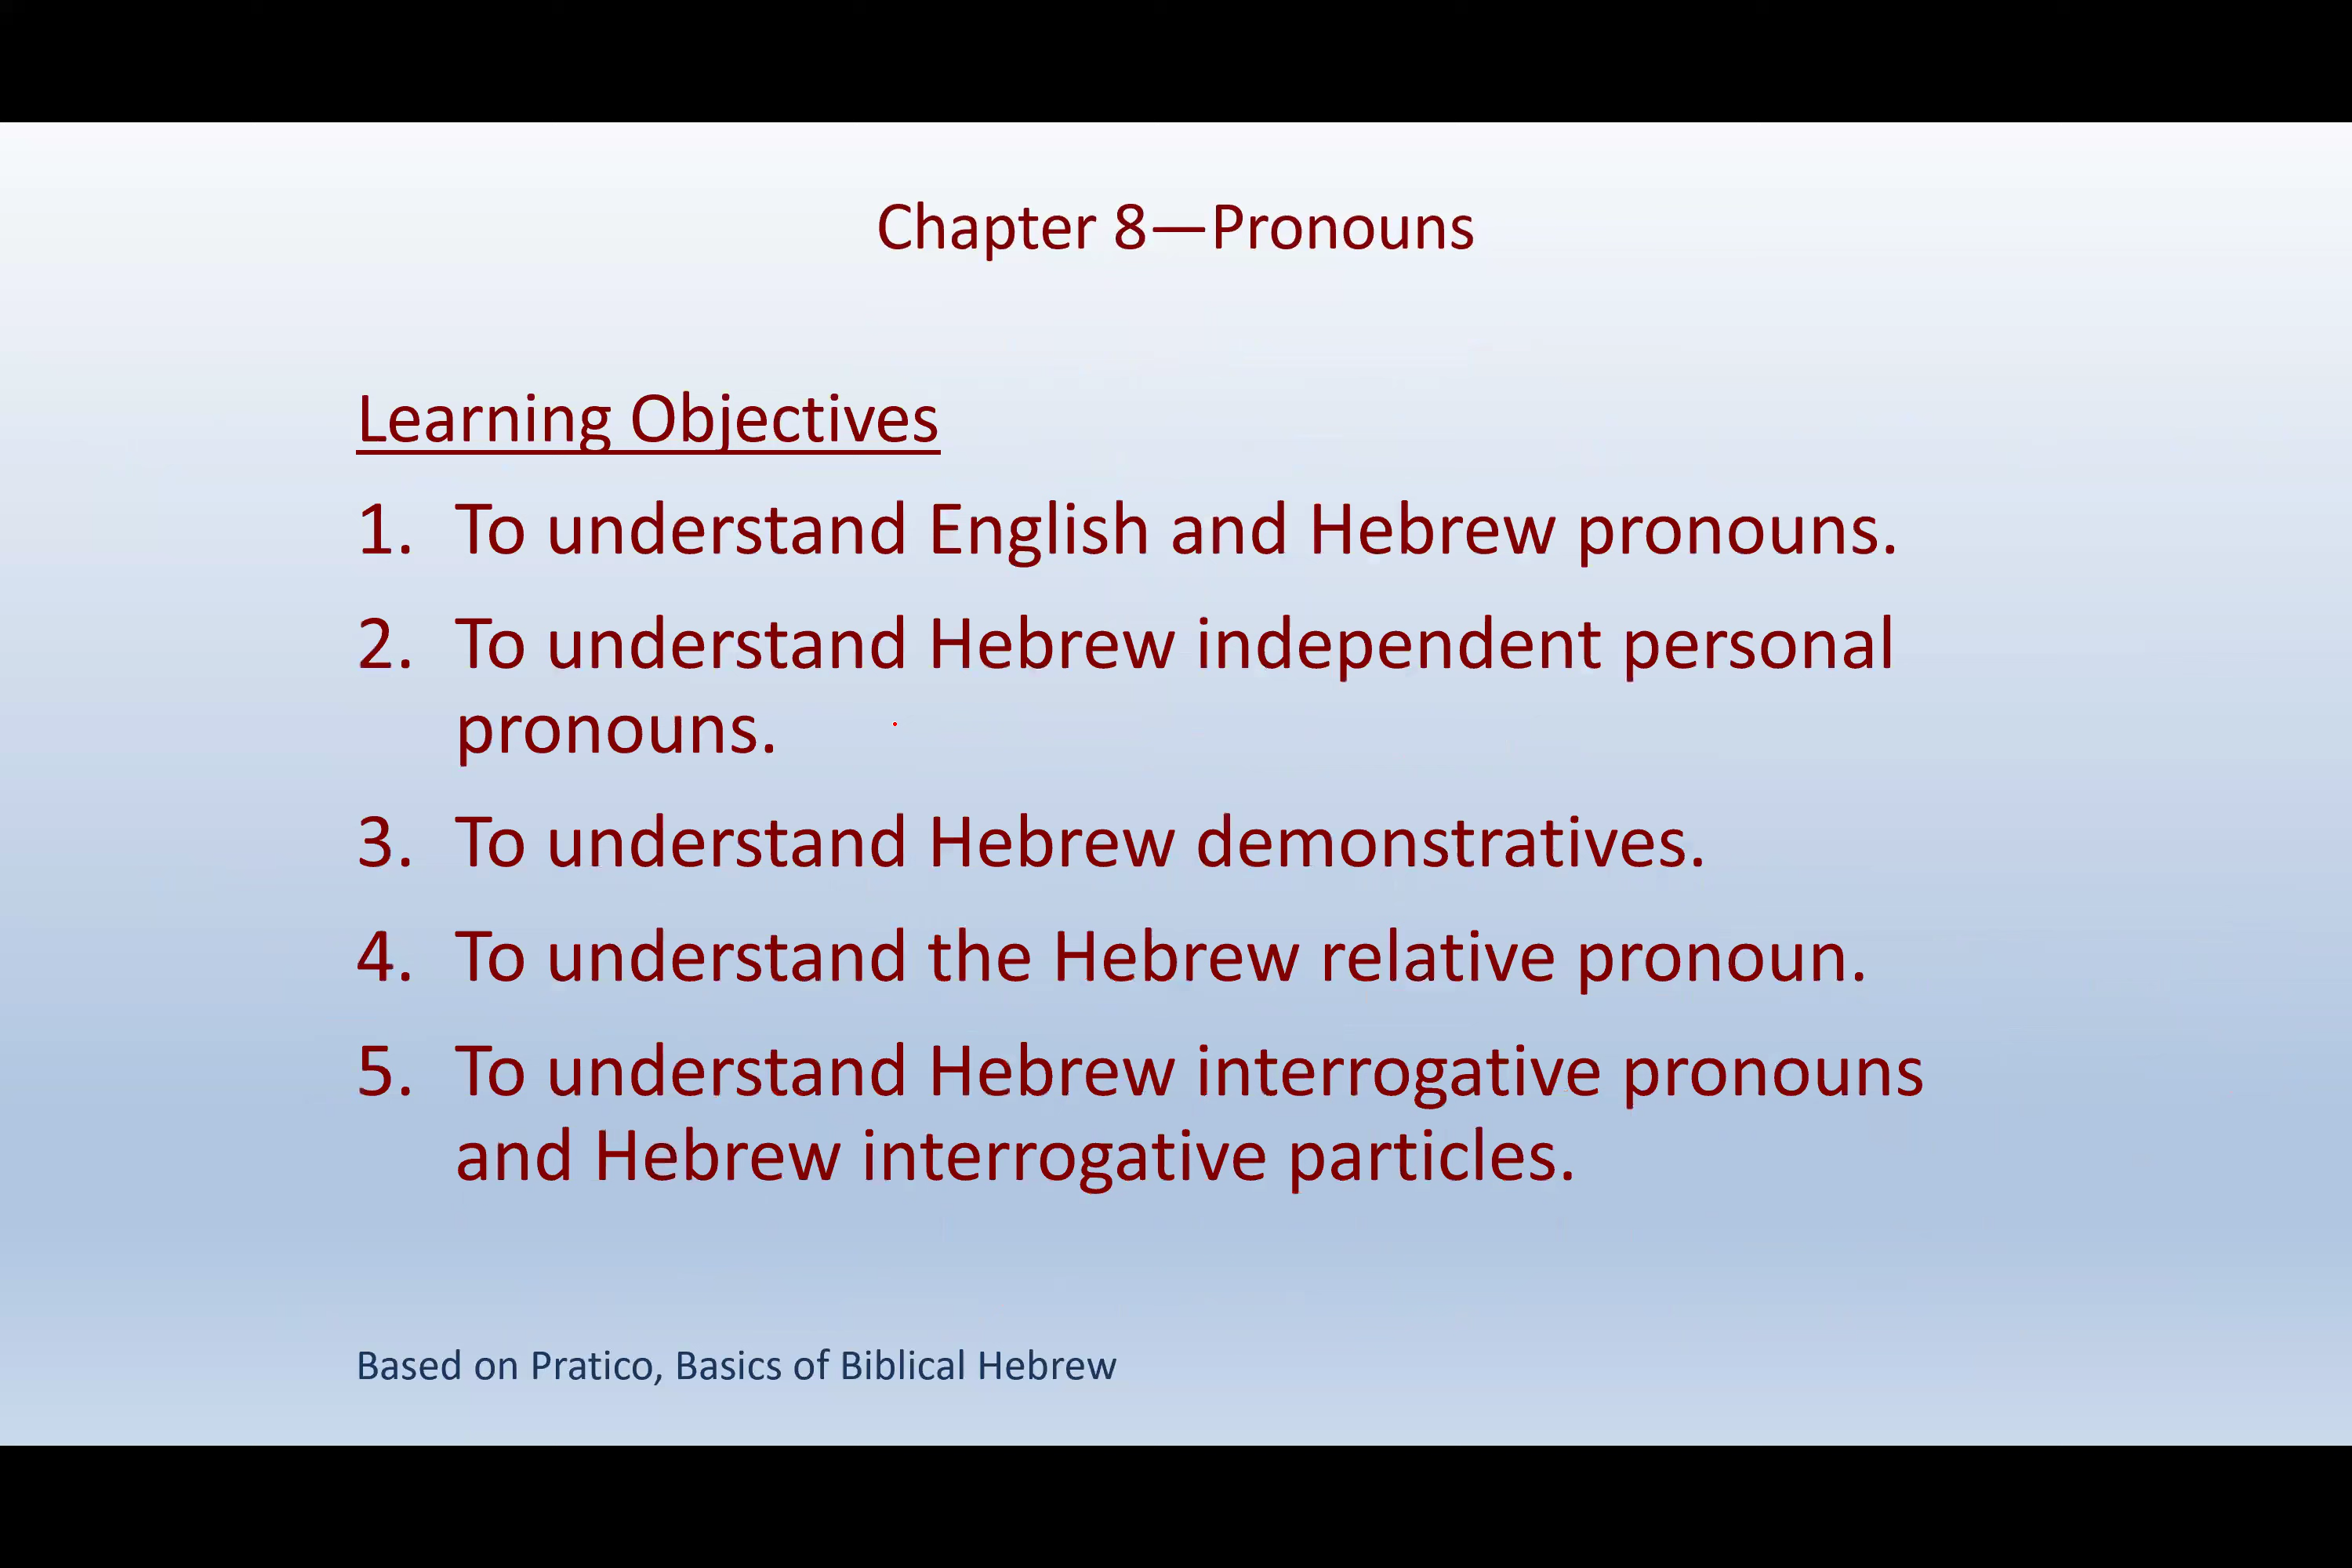 Chapter 8—Pronouns
Learning Objectives
1. To understand English and Hebrew pronouns.
2. To understand Hebrew independent personal
pronouns.
3. To understand Hebrew demonstratives.
4. To understand the Hebrew relative pronoun.
5. To understand Hebrew interrogative pronouns
and Hebrew interrogative particles.
Based on Pratico, Basics of Biblical Hebrew